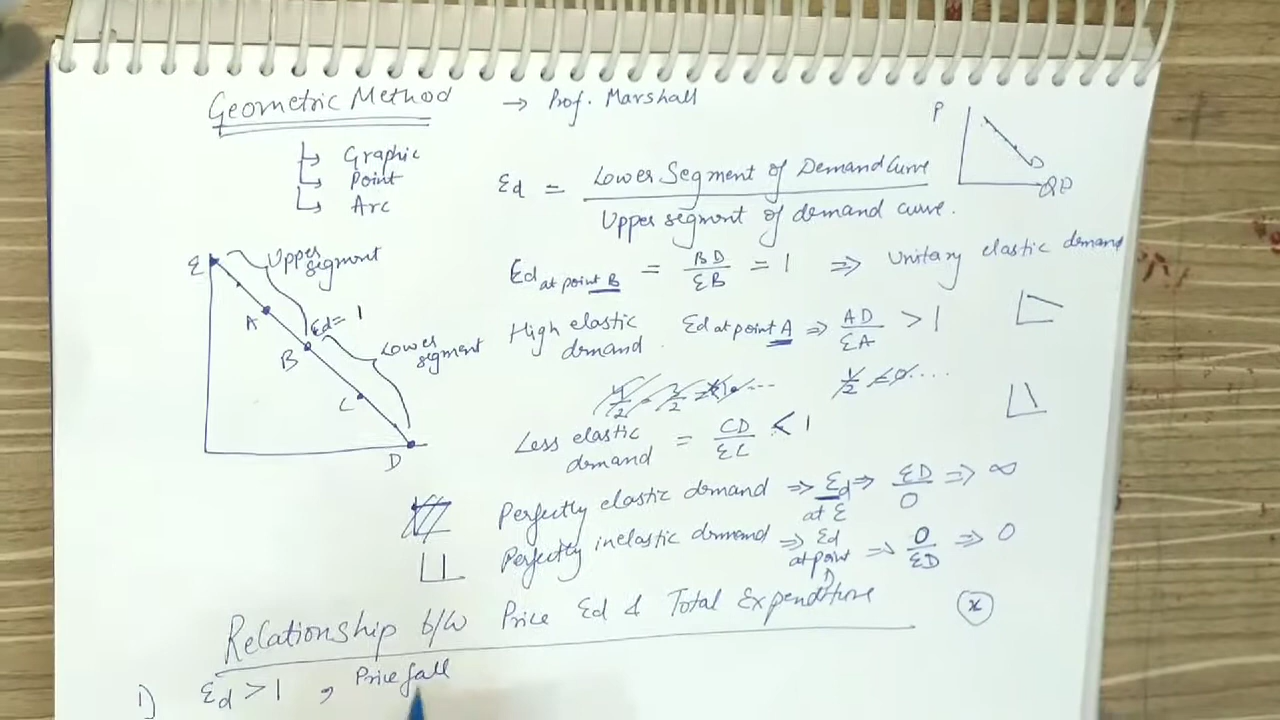 Geometric Method → Prof. Marshall
↳ Graphic
↳ Point
↳ Arc
P
D
QD
Ed = Lower Segment of Demand Curve
Upper segment of demand curve.
E
Upper segment
A
Ed = 1
B
Lower segment
C
D
Ed at point B = BD/EB = 1 ⇒ Unitary elastic demand
High elastic demand. Ed at point A ⇒ AD/EA > 1
Less elastic demand = CD/EC < 1
Perfectly elastic demand ⇒ Ed at E ⇒ ED/0 ⇒ ∞
Perfectly inelastic demand ⇒ Ed at point D ⇒ 0/ED ⇒ 0
Relationship b/w Price Ed & Total Expenditure (x)
1) Ed > 1 , Price fall